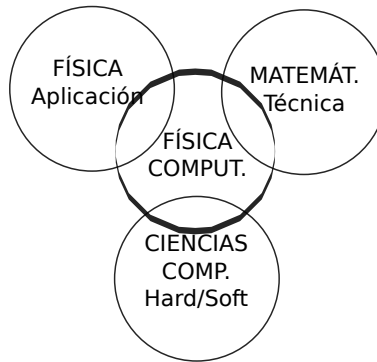 FÍSICA
Aplicación
MATEMÁT.
Técnica
FÍSICA
COMPUT.
CIENCIAS
COMP.
Hard/Soft